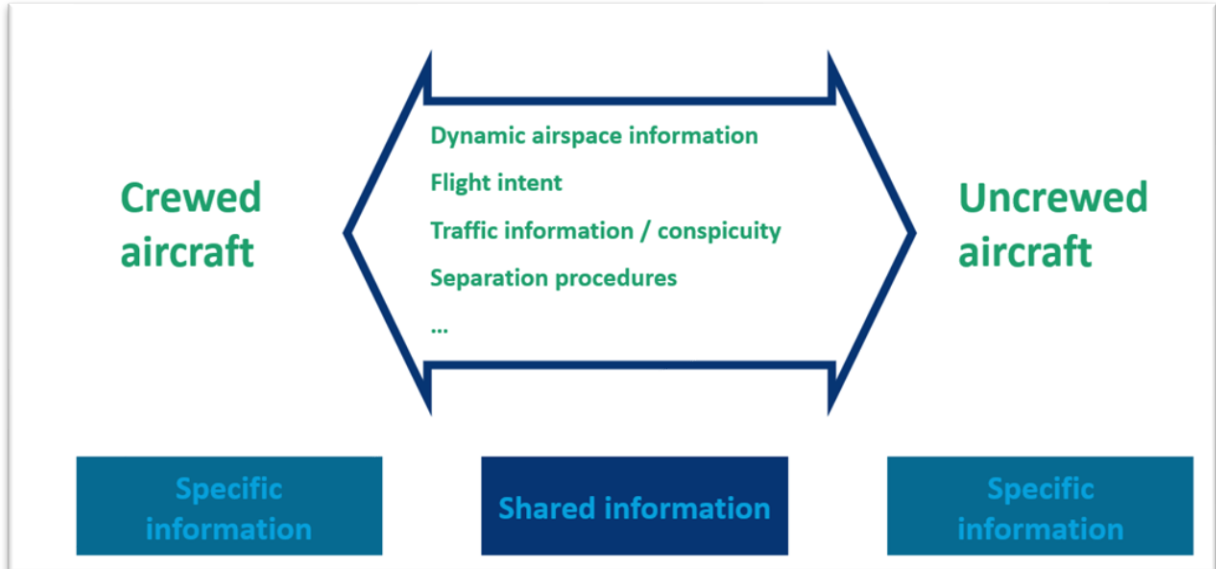 Crewed
aircraft
Dynamic airspace information
Flight intent
Traffic information / conspicuity
Separation procedures
...
Uncrewed
aircraft
Specific
information
Shared information
Specific
information